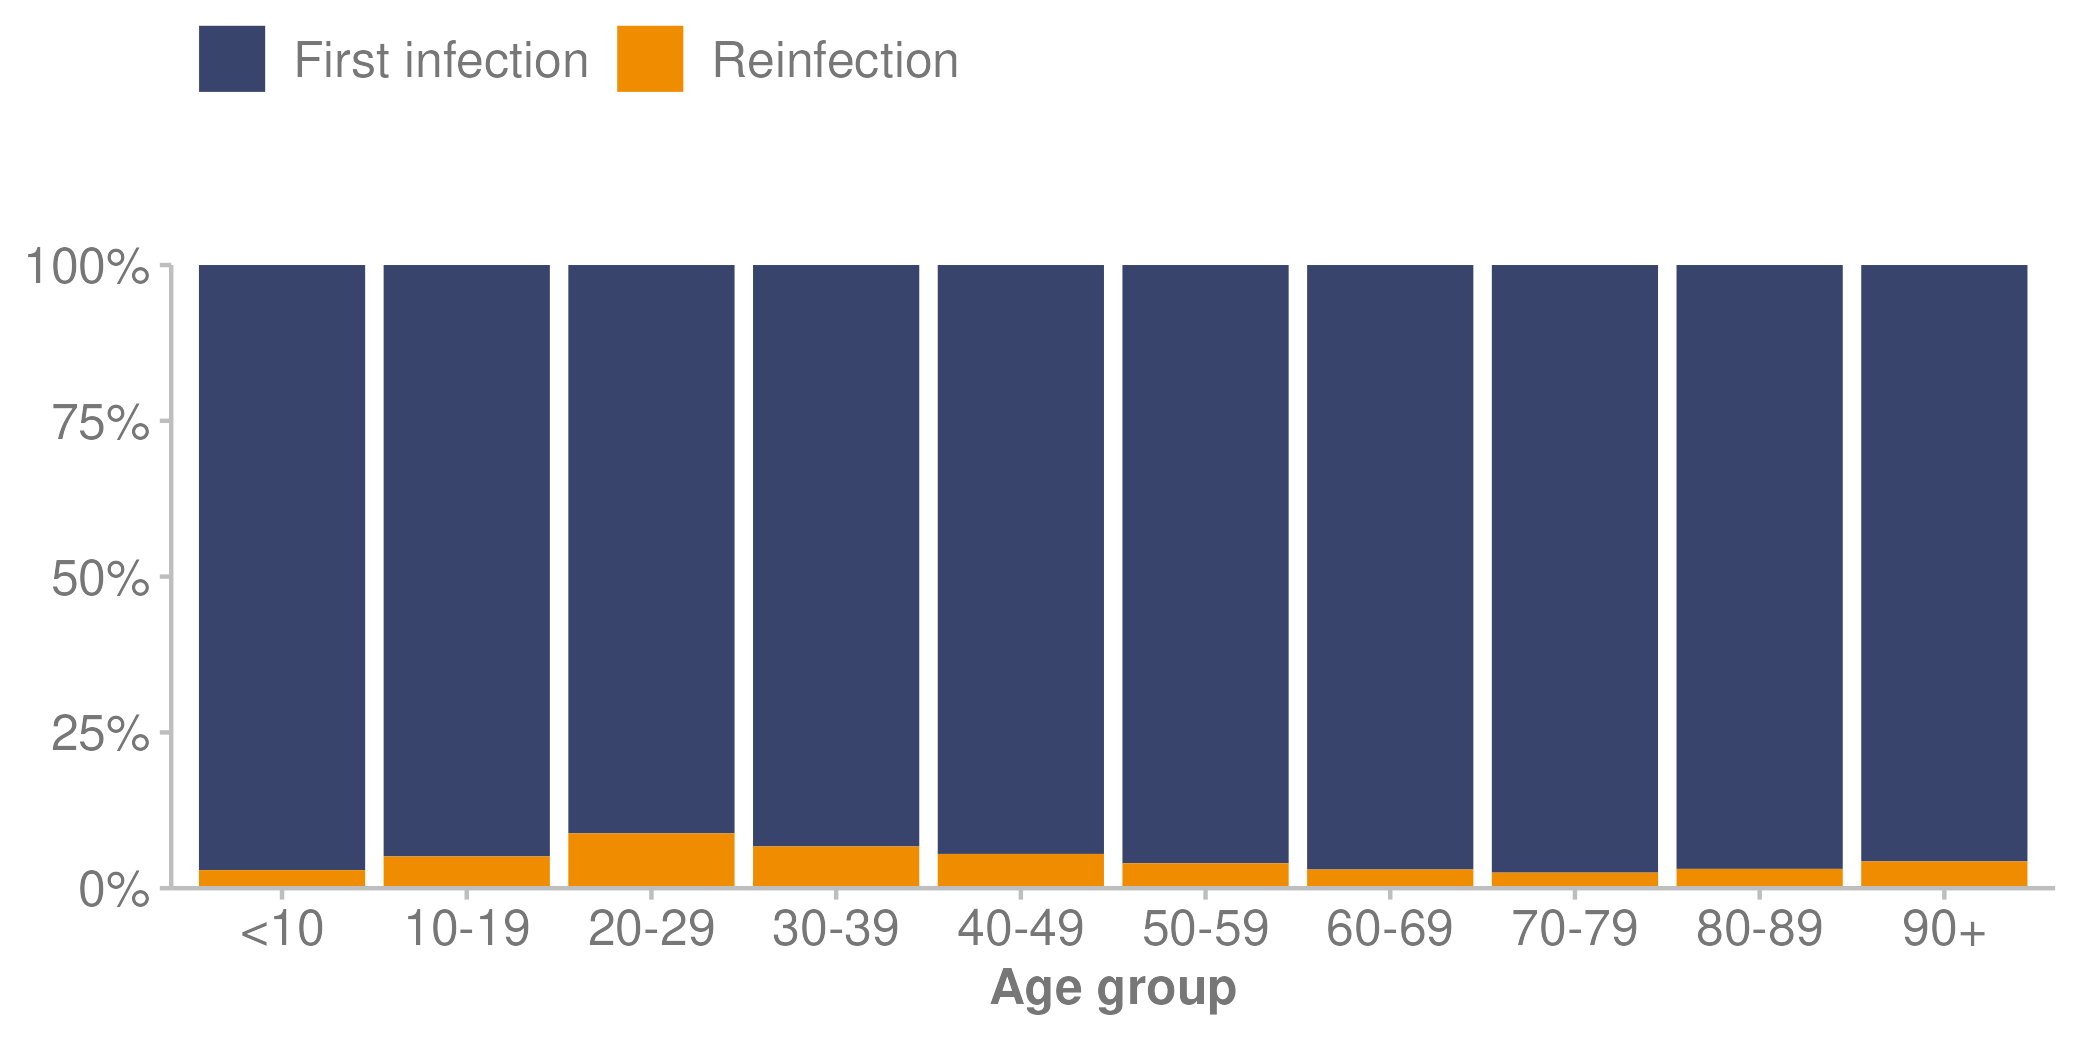 First infection Reinfection
100%
75%
50%
25%
0%
<10 10-19 20-29 30-39 40-49 50-59 60-69 70-79 80-89 90+
Age group